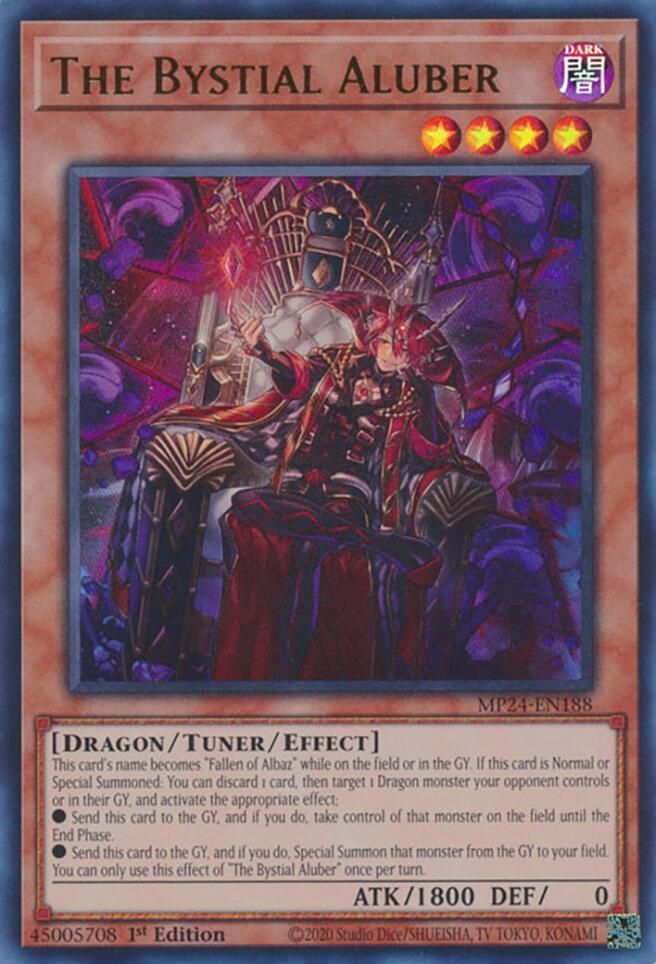 THE BYSTIAL ALUBER
DARK
闇
MP24-EN188
[DRAGON/TUNER/EFFECT]
This card's name becomes "Fallen of Albaz" while on the field or in the GY. If this card is Normal or
Special Summoned: You can discard 1 card, then target 1 Dragon monster your opponent controls
or in their GY, and activate the appropriate effect;
● Send this card to the GY, and if you do, take control of that monster on the field until the
End Phase.
● Send this card to the GY, and if you do, Special Summon that monster from the GY to your field.
You can only use this effect of "The Bystial Aluber" once per turn.
ATK/1800 DEF/ 0
45005708 1st Edition ©2020 Studio Dice/SHUEISHA, TV TOKYO, KONAMI